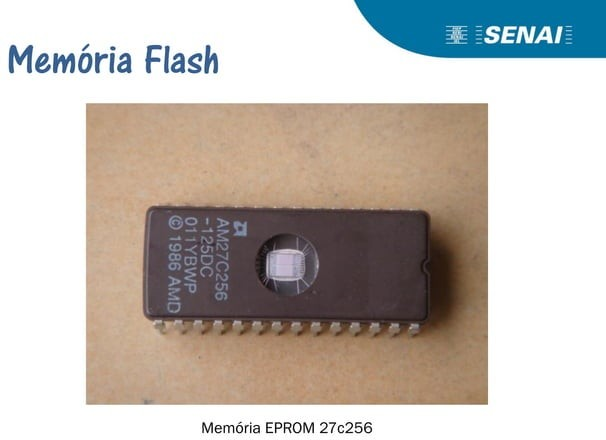 SENAI
Memória Flash
AM27C256
-125DC
011YBWP
© 1986 AMD
Memória EPROM 27c256